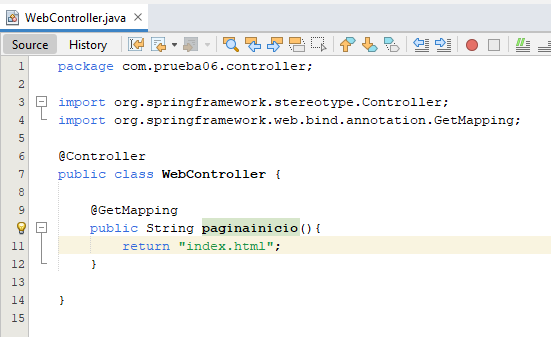 WebController.java
Source History
1 package com.prueba06.controller;
2
3 import org.springframework.stereotype.Controller;
4 import org.springframework.web.bind.annotation.GetMapping;
5
6 @Controller
7 public class WebController {
8
9 @GetMapping
public String paginainicio(){
11 return "index.html";
12 }
13
14 }
15